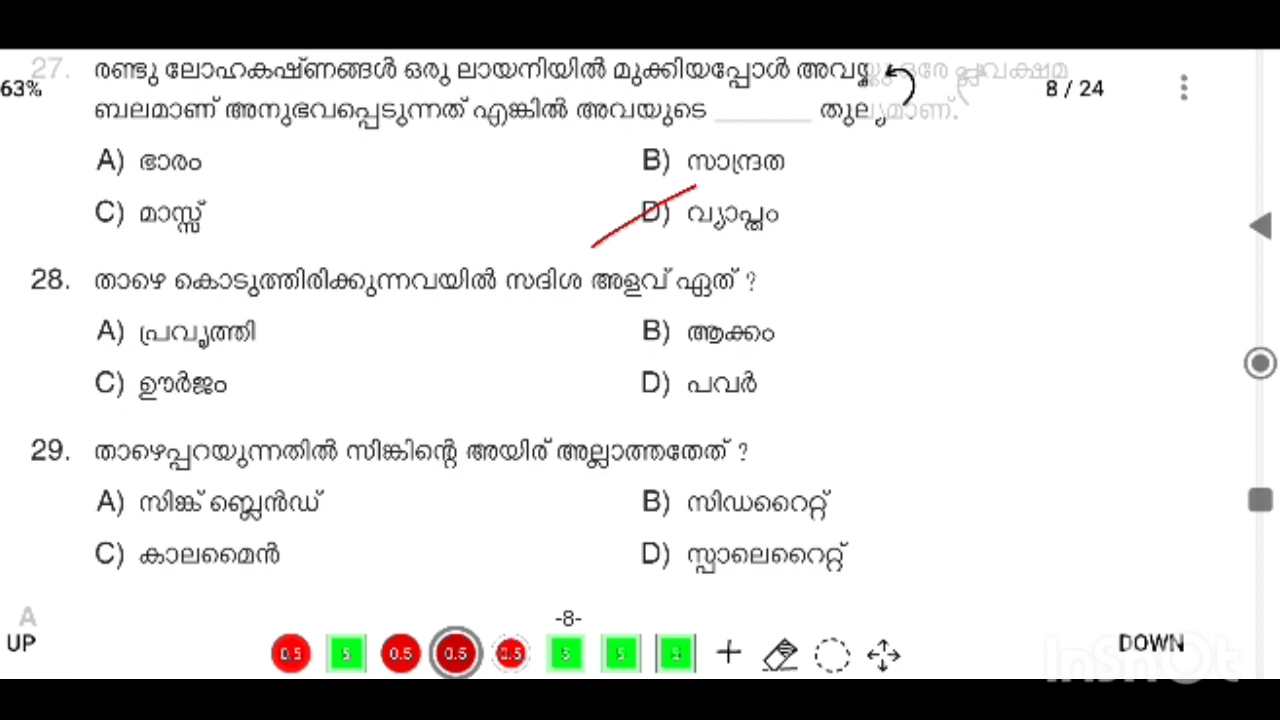 27. രണ്ടു ലോഹകഷ്ണങ്ങൾ ഒരു ലായനിയിൽ മുക്കിയപ്പോൾ അവയ്ക്കു ഒരേ പ്ലവക്ഷമ
63% 8 / 24
ബലമാണ് അനുഭവപ്പെടുന്നത് എങ്കിൽ അവയുടെ ________ തുല്യമാണ്.
A) ഭാരം B) സാന്ദ്രത
C) മാസ്സ് D) വ്യാപ്തം
28. താഴെ കൊടുത്തിരിക്കുന്നവയിൽ സദിശ അളവ് ഏത് ?
A) പ്രവൃത്തി B) ആക്കം
C) ഊർജം D) പവർ
29. താഴെപ്പറയുന്നതിൽ സിങ്കിന്റെ അയിര് അല്ലാത്തതേത് ?
A) സിങ്ക് ബ്ലെൻഡ് B) സിഡറൈറ്റ്
C) കാലമൈൻ D) സ്പാലെറൈറ്റ്
A -8-
UP 0.5 5 0.5 0.5 0.5 5 5 DOWN
InShOt